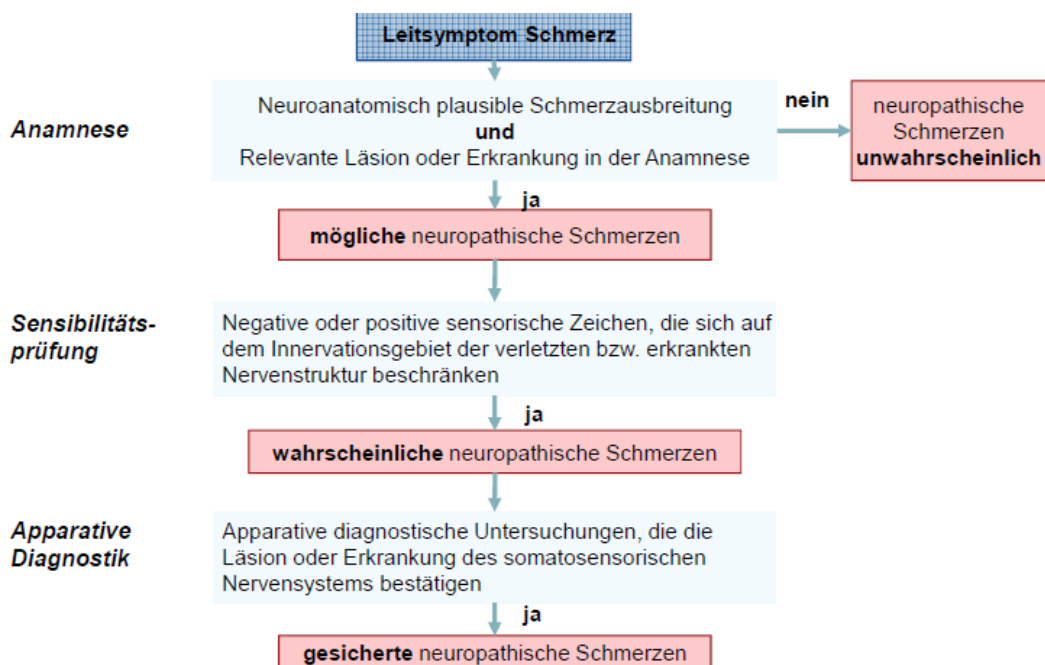 Leitsymptom Schmerz
Anamnese
Neuroanatomisch plausible Schmerzausbreitung
und
Relevante Läsion oder Erkrankung in der Anamnese
nein
neuropathische
Schmerzen
unwahrscheinlich
ja
mögliche neuropathische Schmerzen
Sensibilitäts-
prüfung
Negative oder positive sensorische Zeichen, die sich auf
dem Innervationsgebiet der verletzten bzw. erkrankten
Nervenstruktur beschränken
ja
wahrscheinliche neuropathische Schmerzen
Apparative
Diagnostik
Apparative diagnostische Untersuchungen, die die
Läsion oder Erkrankung des somatosensorischen
Nervensystems bestätigen
ja
gesicherte neuropathische Schmerzen